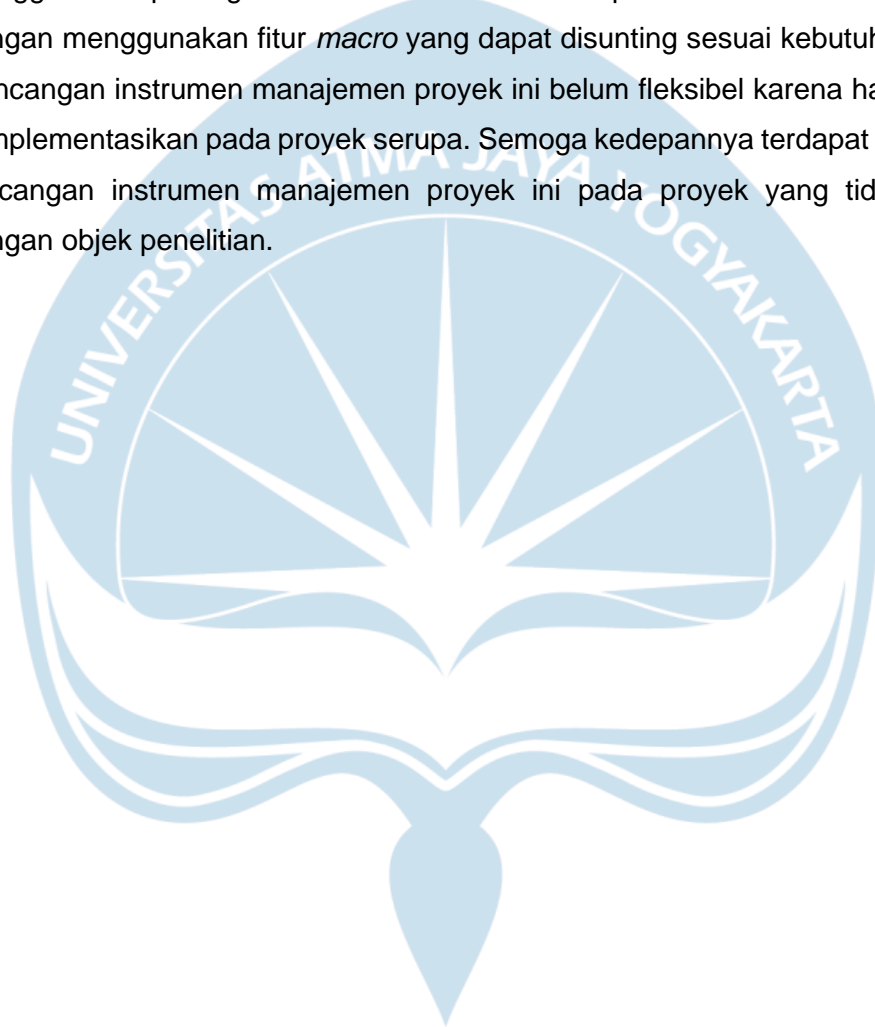 ngan menggunakan fitur macro yang dapat disunting sesuai kebutuh
ncangan instrumen manajemen proyek ini belum fleksibel karena ha
mplementasikan pada proyek serupa. Semoga kedepannya terdapat
cangan instrumen manajemen proyek ini pada proyek yang tid
ngan objek penelitian.
UNIVERSITAS ATMA JAYA YOGYAKARTA